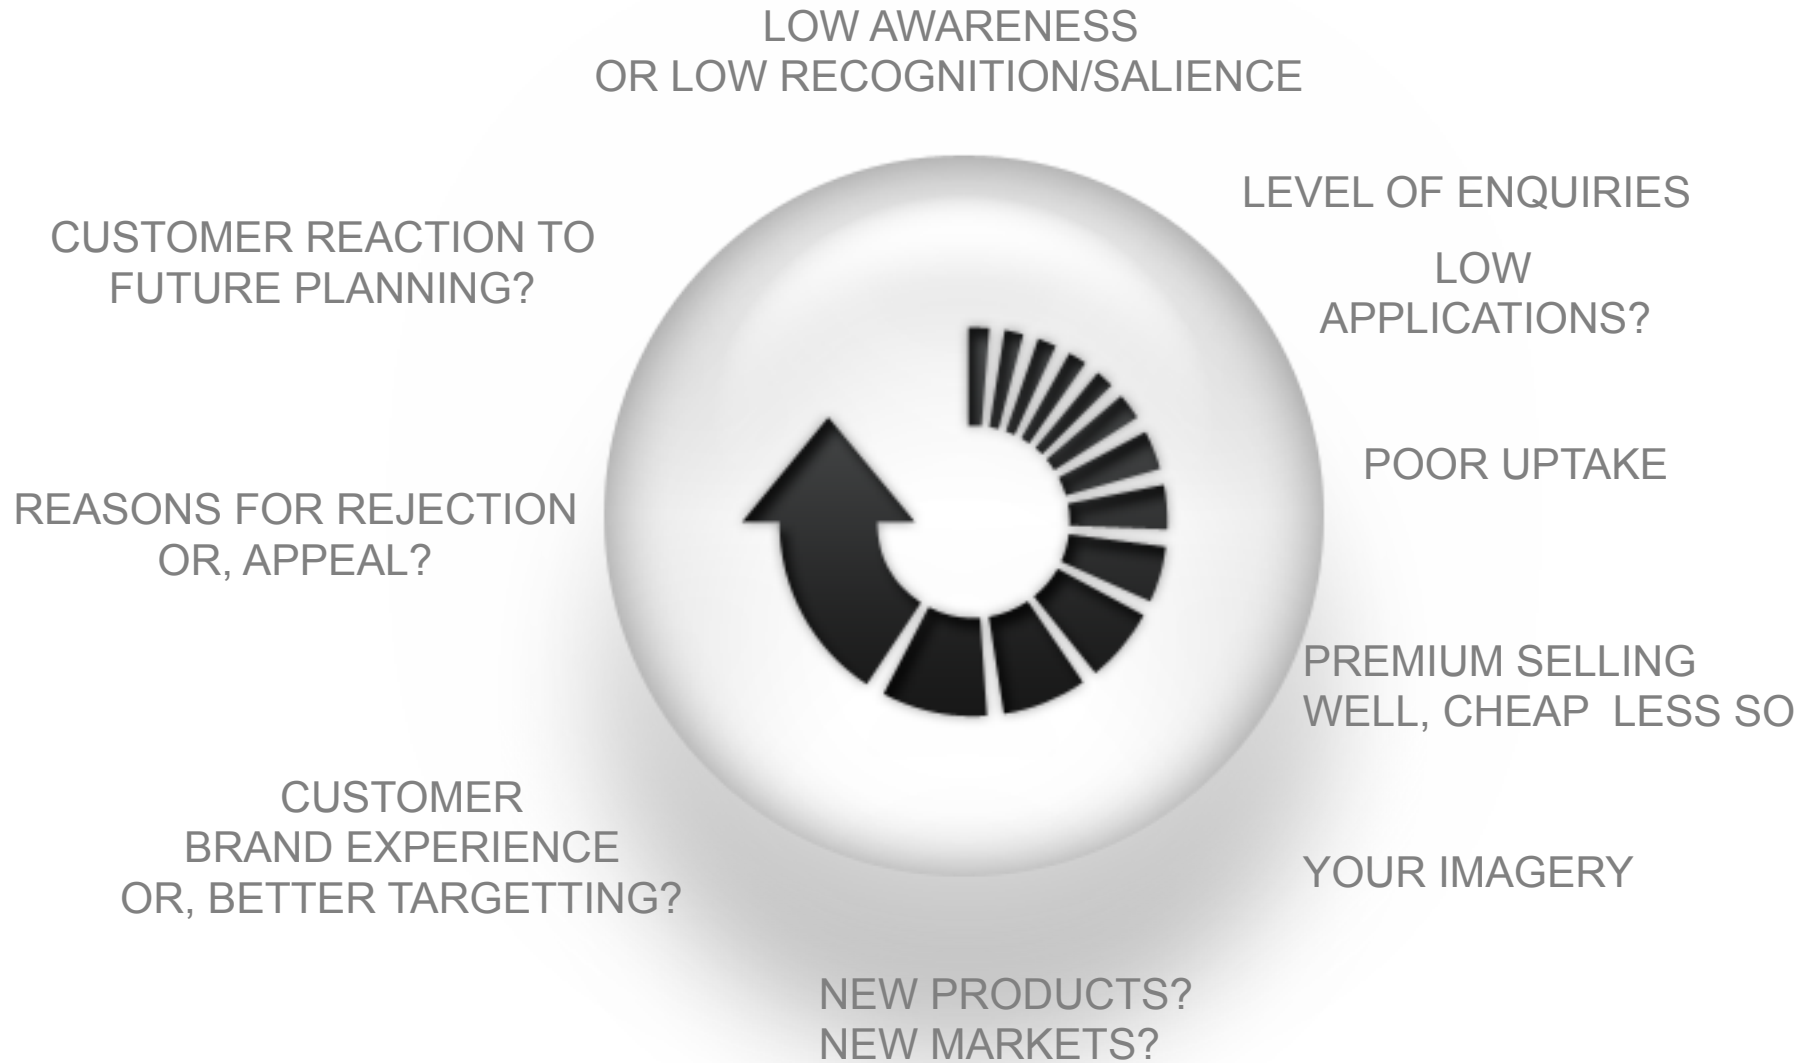 LOW AWARENESS
OR LOW RECOGNITION/SALIENCE
LEVEL OF ENQUIRIES
LOW
APPLICATIONS?
POOR UPTAKE
PREMIUM SELLING
WELL, CHEAP  LESS SO
YOUR IMAGERY
NEW PRODUCTS?
NEW MARKETS?
CUSTOMER
BRAND EXPERIENCE
OR, BETTER TARGETTING?
REASONS FOR REJECTION
OR, APPEAL?
CUSTOMER REACTION TO
FUTURE PLANNING?